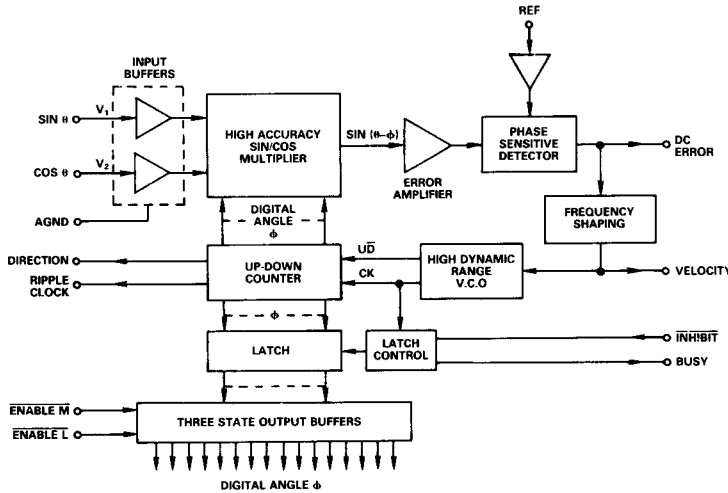 REF
INPUT
BUFFERS
SIN θ
V1
COS θ
V2
AGND
HIGH ACCURACY
SIN/COS
MULTIPLIER
SIN (θ–ϕ)
ERROR
AMPLIFIER
PHASE
SENSITIVE
DETECTOR
DC
ERROR
FREQUENCY
SHAPING
DIGITAL
ANGLE
ϕ
DIRECTION
RIPPLE
CLOCK
UP-DOWN
COUNTER
UD̅
CK
HIGH DYNAMIC
RANGE
V.C.O
VELOCITY
ϕ
LATCH
LATCH
CONTROL
INHIBIT
BUSY
ENABLE M
ENABLE L
THREE STATE OUTPUT BUFFERS
DIGITAL ANGLE ϕ